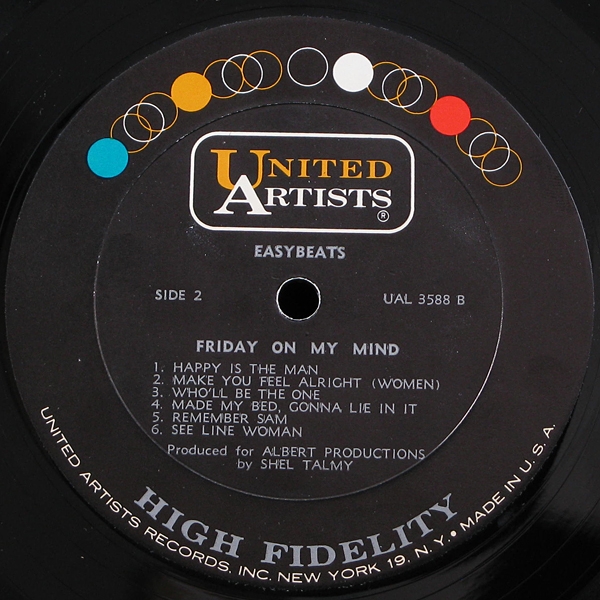 UNITED
ARTISTS
®
EASYBEATS
SIDE 2
UAL 3588 B
FRIDAY ON MY MIND
1. HAPPY IS THE MAN
2. MAKE YOU FEEL ALRIGHT (WOMEN)
3. WHO'LL BE THE ONE
4. MADE MY BED, GONNA LIE IN IT
5. REMEMBER SAM
6. SEE LINE WOMAN
Produced for ALBERT PRODUCTIONS
by SHEL TALMY
HIGH FIDELITY
UNITED ARTISTS RECORDS, INC. NEW YORK 19, N. Y. • MADE IN U. S. A.